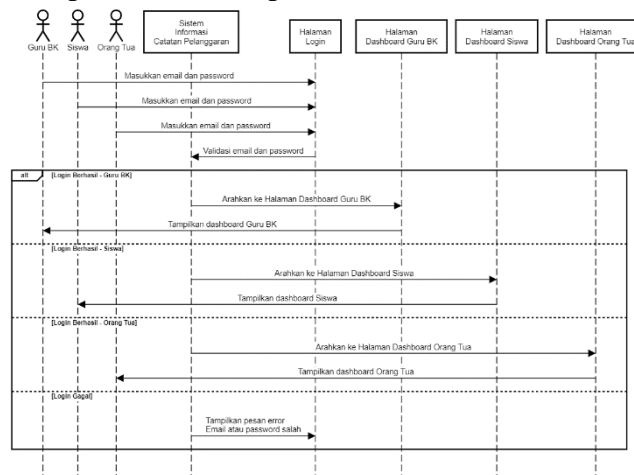 Guru BK
Siswa
Orang Tua
Sistem
Informasi
Catatan Pelanggaran
Halaman
Login
Halaman
Dashboard Guru BK
Halaman
Dashboard Siswa
Halaman
Dashboard Orang Tua
Masukkan email dan password
Masukkan email dan password
Masukkan email dan password
Validasi email dan password
alt
[Login Berhasil - Guru BK]
Arahkan ke Halaman Dashboard Guru BK
Tampilkan dashboard Guru BK
[Login Berhasil - Siswa]
Arahkan ke Halaman Dashboard Siswa
Tampilkan dashboard Siswa
[Login Berhasil - Orang Tua]
Arahkan ke Halaman Dashboard Orang Tua
Tampilkan dashboard Orang Tua
[Login Gagal]
Tampilkan pesan error
Email atau password salah